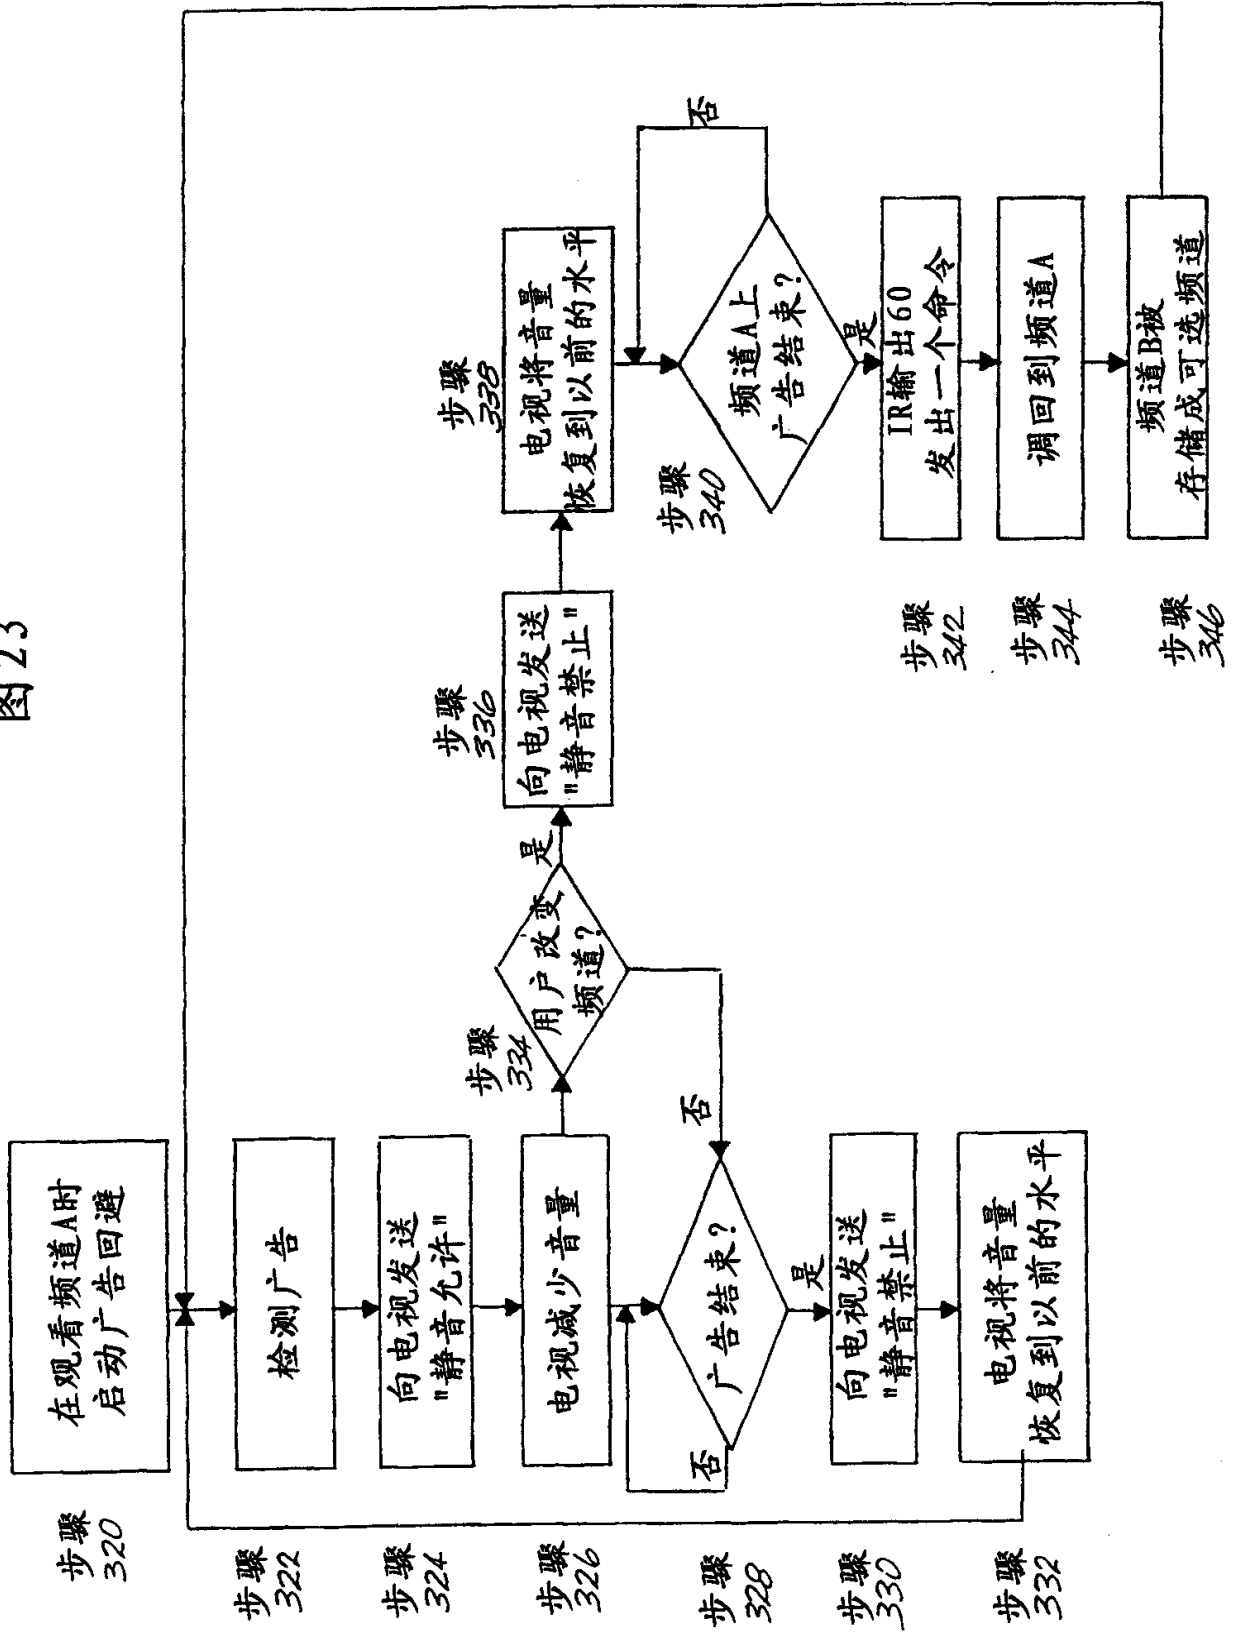 图23
步骤
320
在观看频道A时
启动广告回避
步骤
322
检测广告
步骤
324
向电视发送
"静音允许"
步骤
326
电视减少音量
步骤
328
广告结束?
否
是
步骤
330
向电视发送
"静音禁止"
步骤
332
电视将音量
恢复到以前的水平
步骤
334
用户改变
频道?
否
是
步骤
336
向电视发送
"静音禁止"
步骤
338
电视将音量
恢复到以前的水平
步骤
340
频道A上
广告结束?
否
是
步骤
342
IR输出60
发出一个命令
步骤
344
调回到频道A
步骤
346
频道B被
存储成可选频道